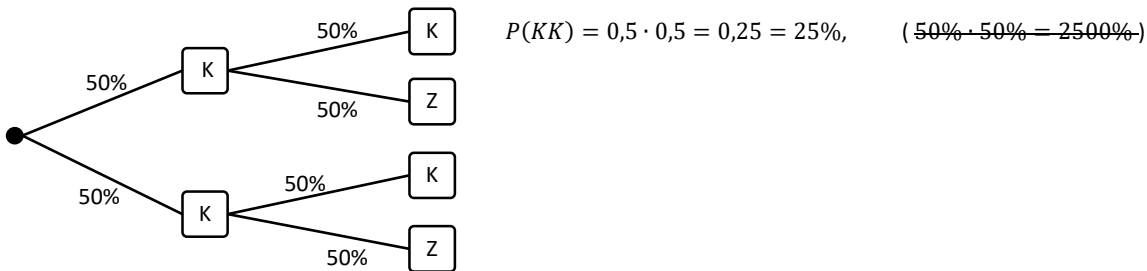 50% K P(KK) = 0,5 · 0,5 = 0,25 = 25%, ( 50% · 50% = 2500% )
50% K
50% Z
50% K
50% K
50% K
50% Z